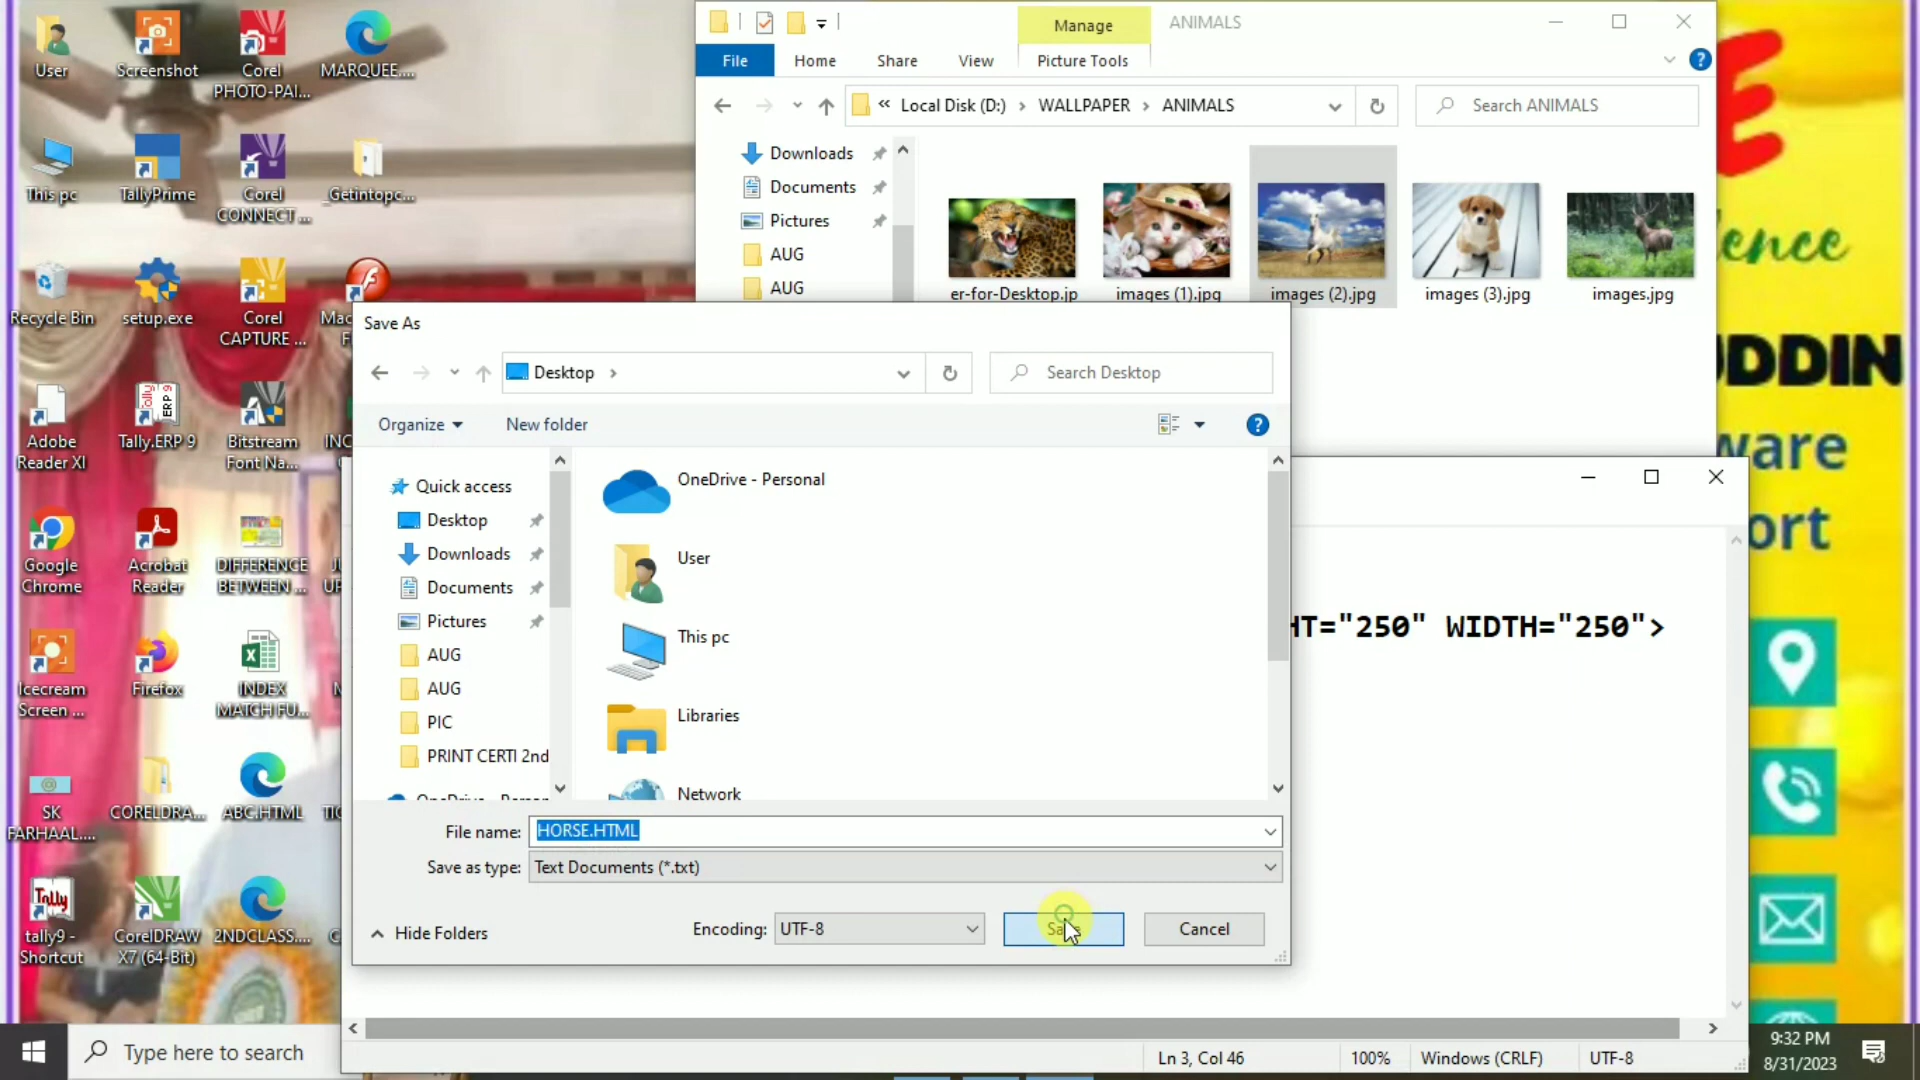 User
Screenshot
Corel
PHOTO-PAI...
MARQUEE....
This pc
TallyPrime
Corel
CONNECT ...
_Getintopc...
Recycle Bin
setup.exe
Corel
CAPTURE ...
Adobe
Reader XI
Tally.ERP 9
Bitstream
Font Na...
Google
Chrome
Acrobat
Reader
DIFFERENCE
BETWEEN ...
Icecream
Screen ...
Firefox
INDEX
MATCH FU...
SK
FARHAAL....
CORELDRA...
ABC.HTML
tally9 -
Shortcut
CorelDRAW
X7 (64-Bit)
2NDCLASS....
Manage
ANIMALS
File
Home
Share
View
Picture Tools
« Local Disk (D:) › WALLPAPER › ANIMALS
Search ANIMALS
Downloads
Documents
Pictures
AUG
AUG
er-for-Desktop.jp
images (1).jpg
images (2).jpg
images (3).jpg
images.jpg
Save As
Desktop ›
Search Desktop
Organize
New folder
Quick access
Desktop
Downloads
Documents
Pictures
AUG
AUG
PIC
PRINT CERTI 2nd
OneDrive - Personal
User
This pc
Libraries
Network
File name: HORSE.HTML
Save as type: Text Documents (*.txt)
Hide Folders
Encoding: UTF-8
Save
Cancel
HT="250" WIDTH="250">
Ln 3, Col 46
100%
Windows (CRLF)
UTF-8
E
lence
UDDIN
ware
ort
Type here to search
9:32 PM
8/31/2023